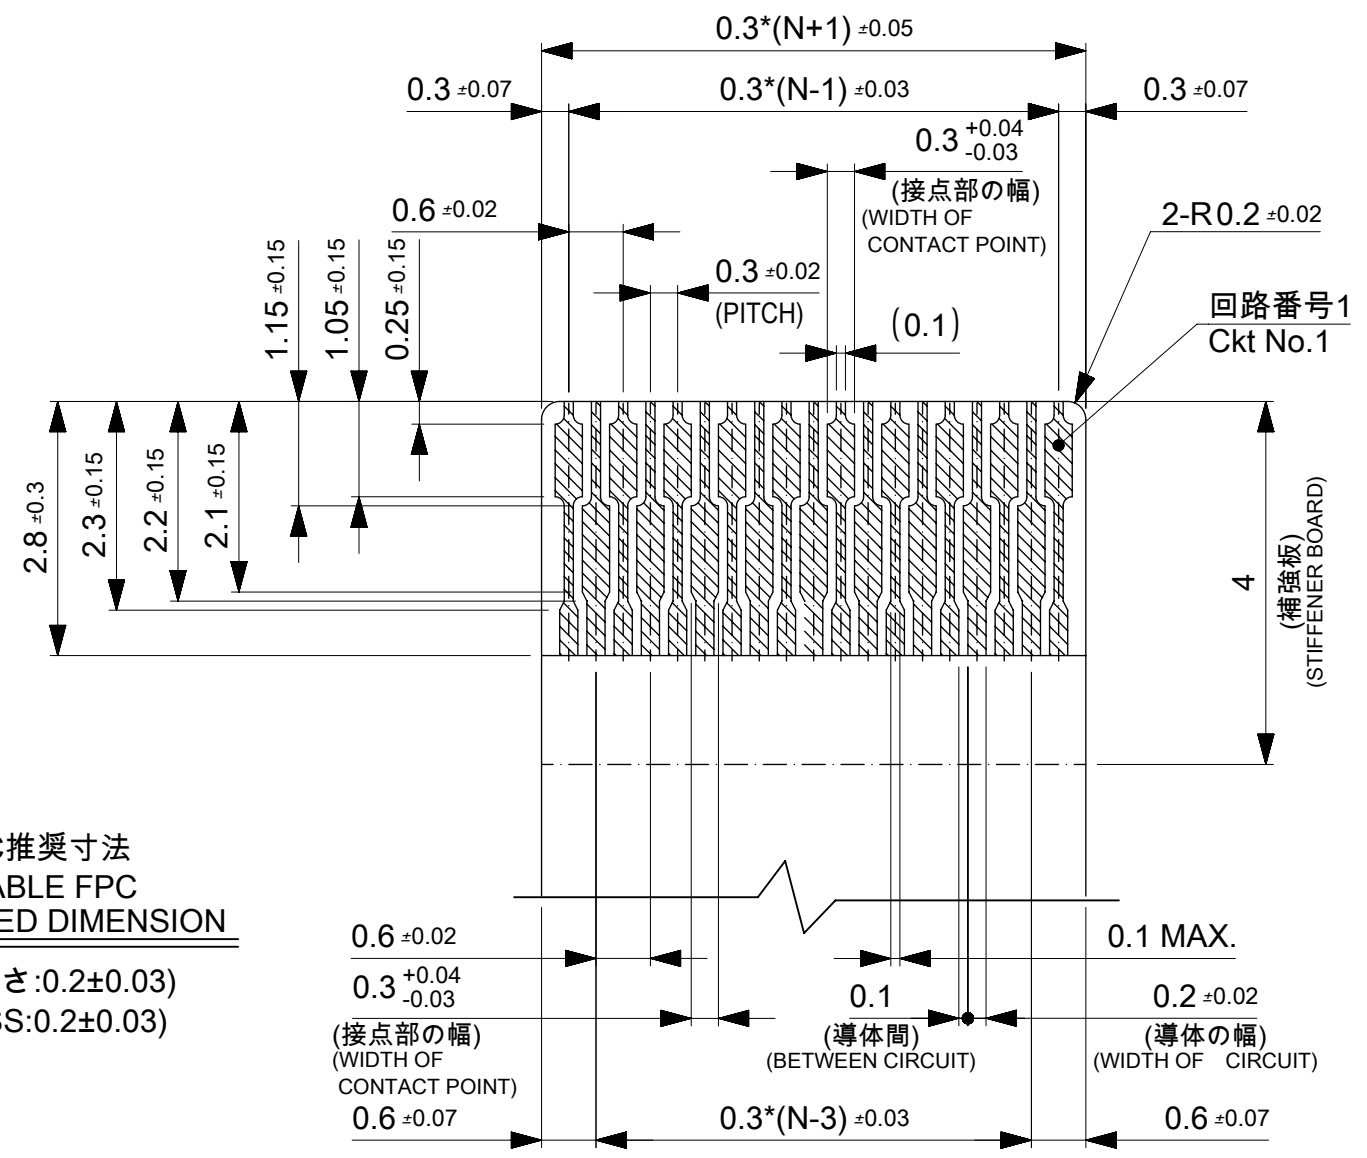 0.3*(N+1) ±0.05
0.3 ±0.07
0.3*(N-1) ±0.03
0.3 ±0.07
0.3 +0.04 -0.03
(接点部の幅)
(WIDTH OF
CONTACT POINT)
0.6 ±0.02
2-R0.2 ±0.02
0.3 ±0.02
(PITCH)
(0.1)
回路番号1
Ckt No.1
1.15 ±0.15
1.05 ±0.15
0.25 ±0.15
2.8 ±0.3
2.3 ±0.15
2.2 ±0.15
2.1 ±0.15
4
(補強板)
(STIFFENER BOARD)
推奨寸法
ABLE FPC
ED DIMENSION
さ:0.2±0.03)
SS:0.2±0.03)
0.6 ±0.02
0.1 MAX.
0.3 +0.04 -0.03
(接点部の幅)
(WIDTH OF
CONTACT POINT)
0.1
(導体間)
(BETWEEN CIRCUIT)
0.2 ±0.02
(導体の幅)
(WIDTH OF CIRCUIT)
0.6 ±0.07
0.3*(N-3) ±0.03
0.6 ±0.07